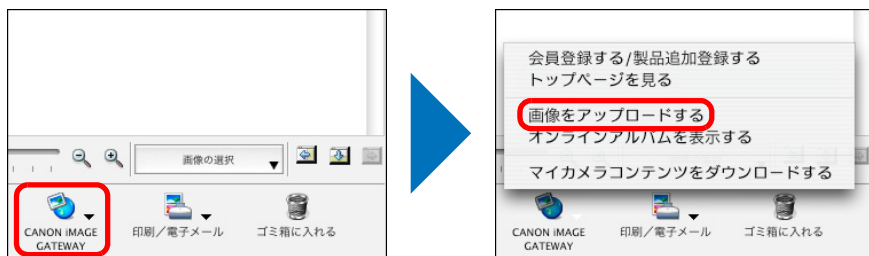 画像の選択
CANON iMAGE
GATEWAY
印刷／電子メール
ゴミ箱に入れる
会員登録する/製品追加登録する
トップページを見る
画像をアップロードする
オンラインアルバムを表示する
マイカメラコンテンツをダウンロードする
CANON iMAGE
GATEWAY
印刷／電子メール
ゴミ箱に入れる